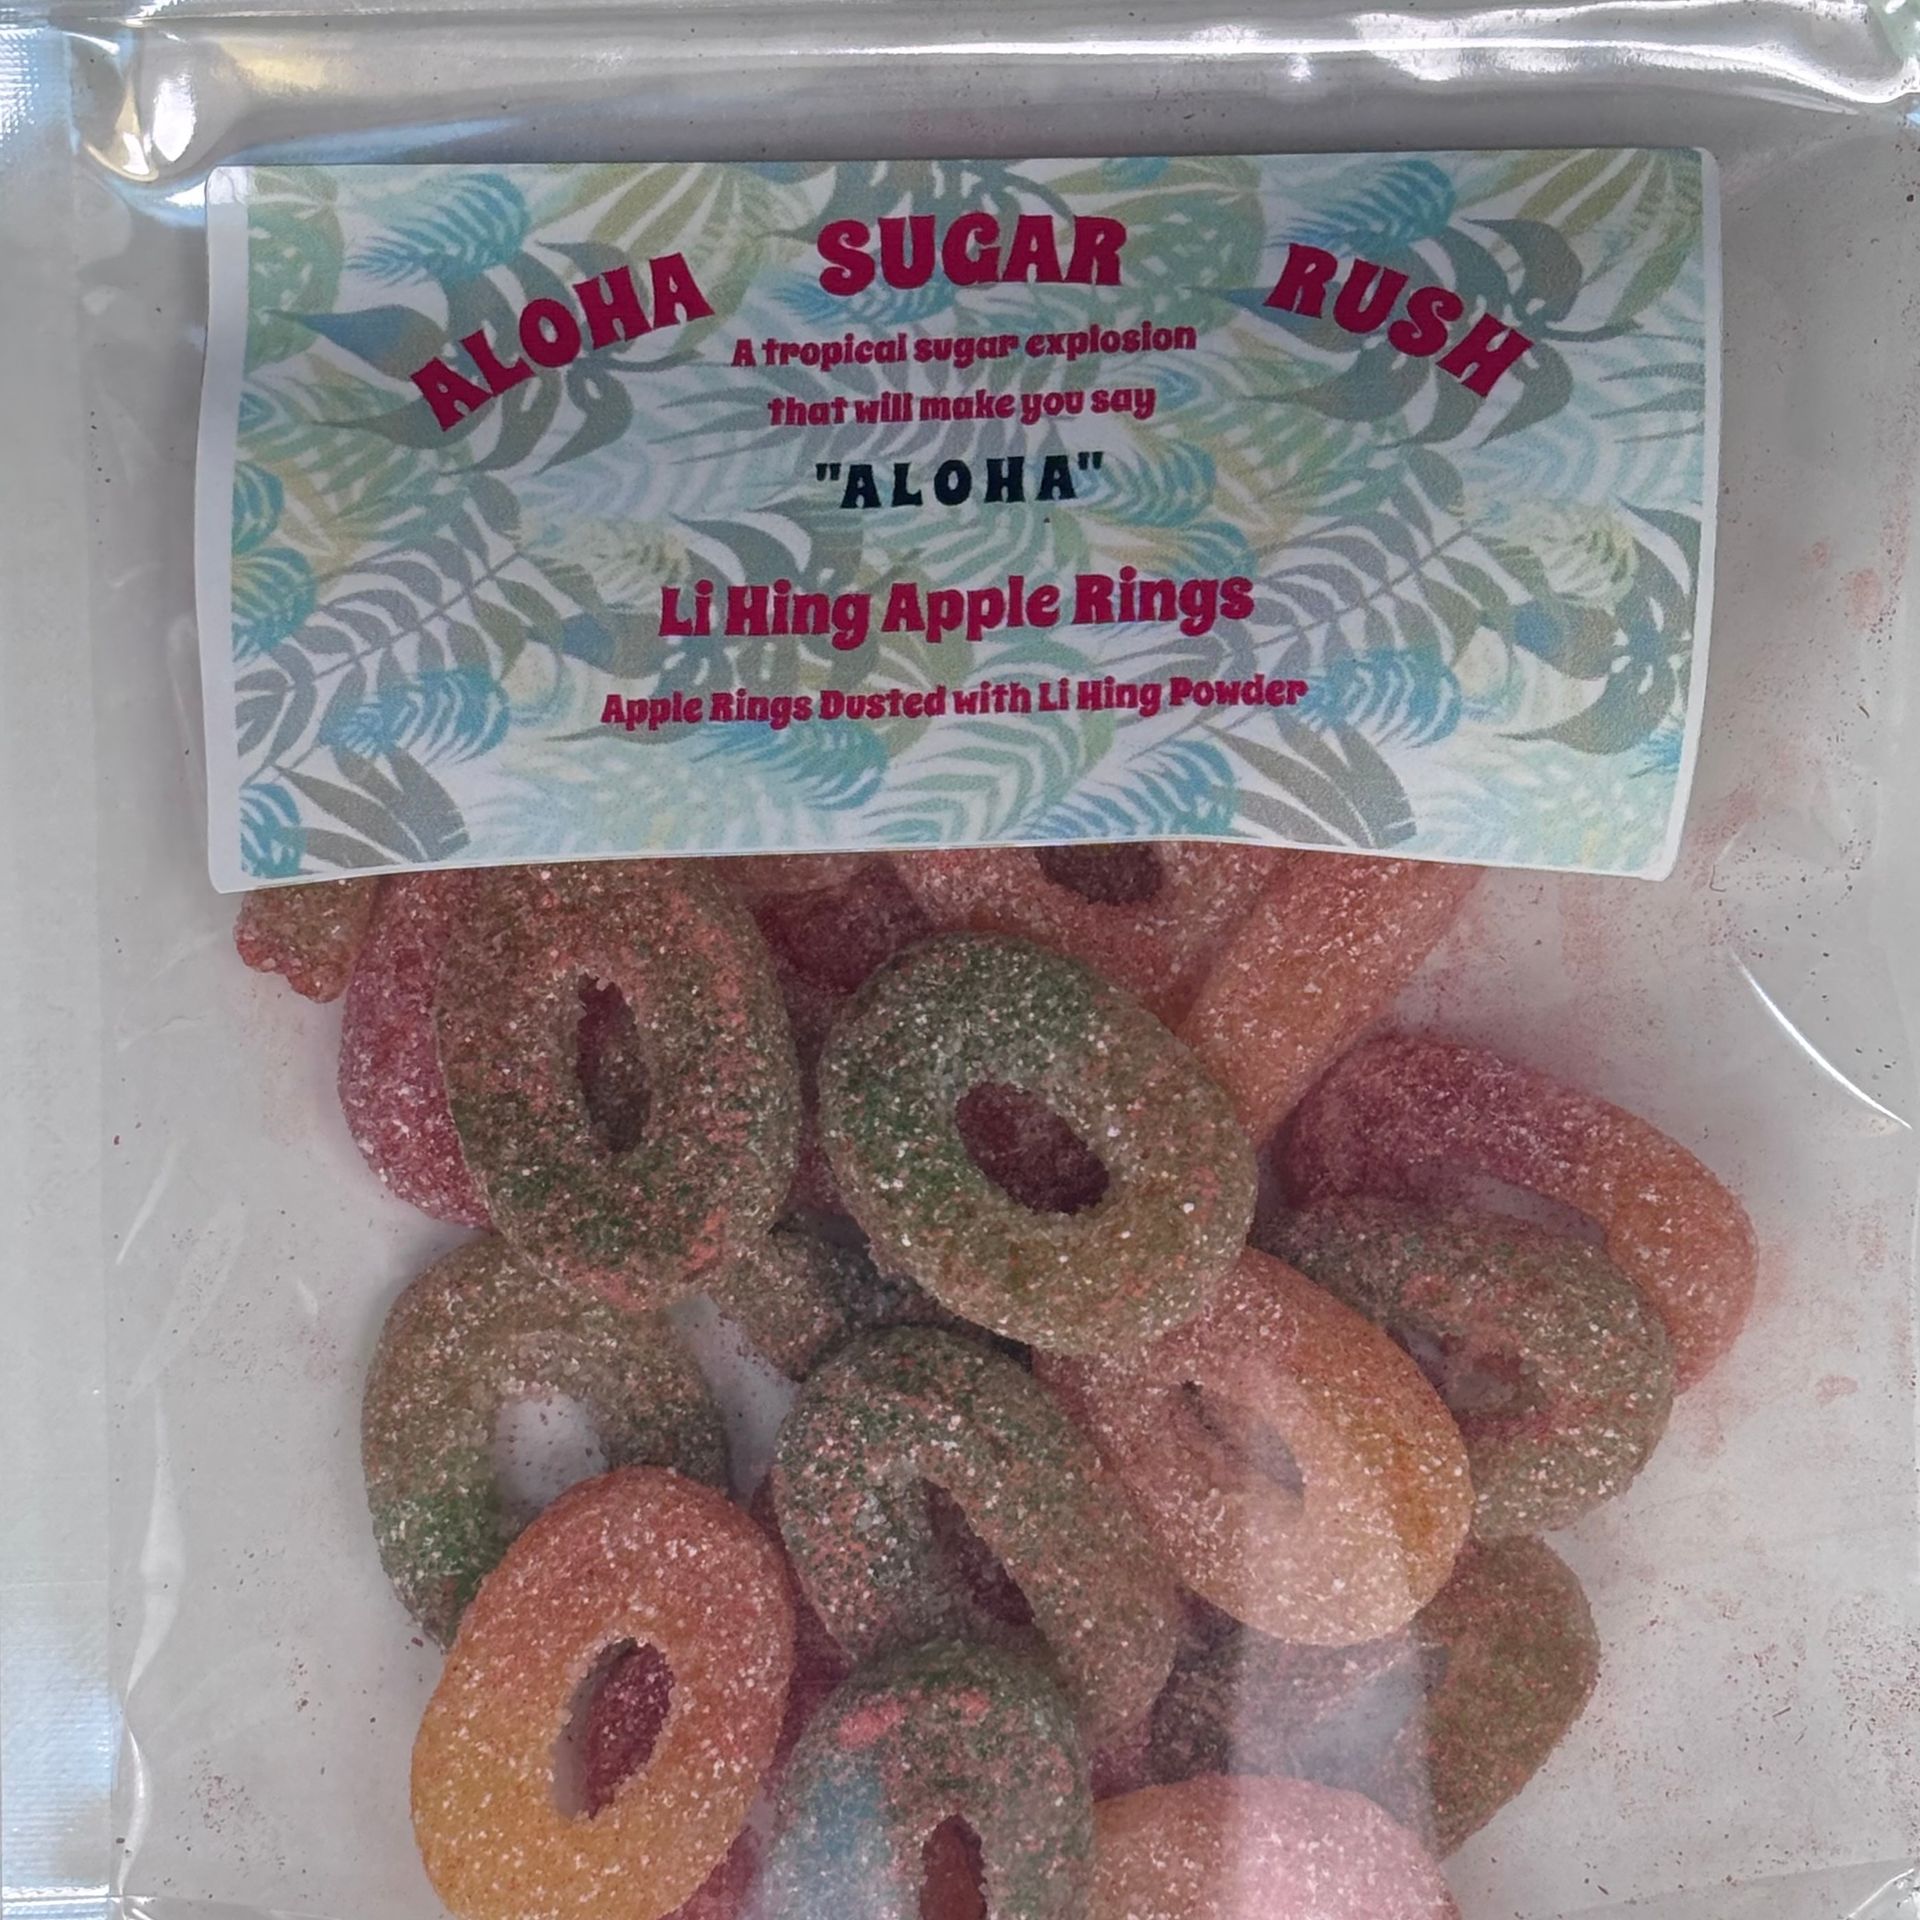 ALOHA SUGAR RUSH
A tropical sugar explosion
that will make you say
"ALOHA"
Li Hing Apple Rings
Apple Rings Dusted with Li Hing Powder